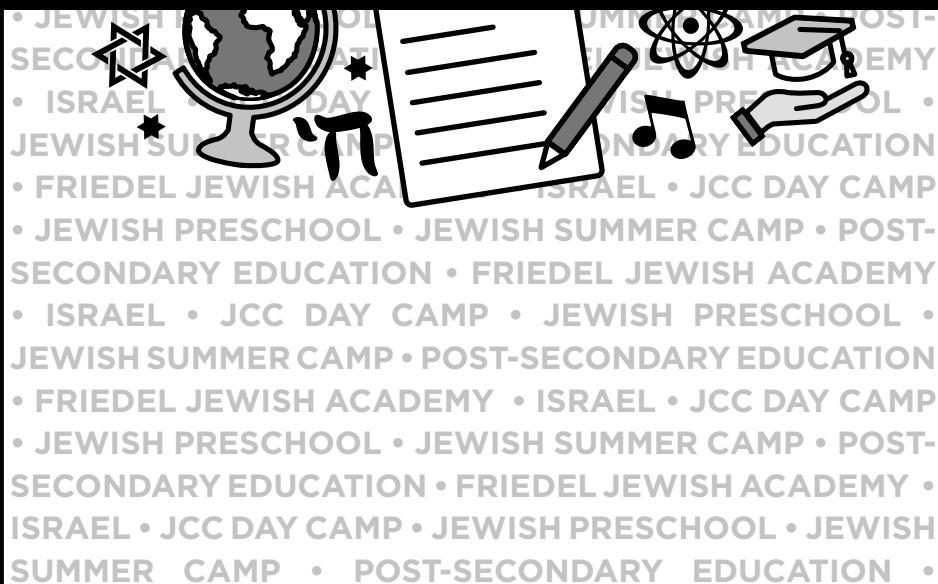 • JEWISH • POST-
EMY
• ISRAEL • DAY •
JEWISH EDUCATION
חי
• FRIEDEL JEWISH ISRAEL • JCC DAY CAMP
• JEWISH PRESCHOOL • JEWISH SUMMER CAMP • POST-
SECONDARY EDUCATION • FRIEDEL JEWISH ACADEMY
• ISRAEL • JCC DAY CAMP • JEWISH PRESCHOOL •
JEWISH SUMMER CAMP • POST-SECONDARY EDUCATION
• FRIEDEL JEWISH ACADEMY • ISRAEL • JCC DAY CAMP
• JEWISH PRESCHOOL • JEWISH SUMMER CAMP • POST-
SECONDARY EDUCATION • FRIEDEL JEWISH ACADEMY •
ISRAEL • JCC DAY CAMP • JEWISH PRESCHOOL • JEWISH
SUMMER CAMP • POST-SECONDARY EDUCATION •